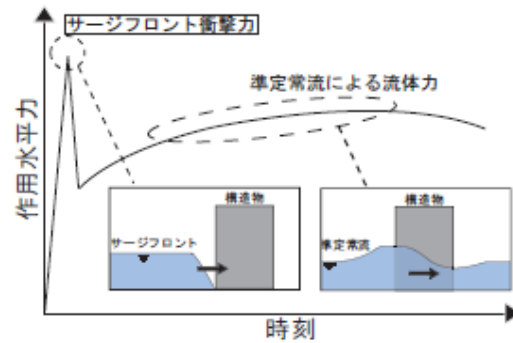 サージフロント衝撃力
準定常流による流体力
作用水平力
構造物
サージフロント
構造物
準定常流
時刻